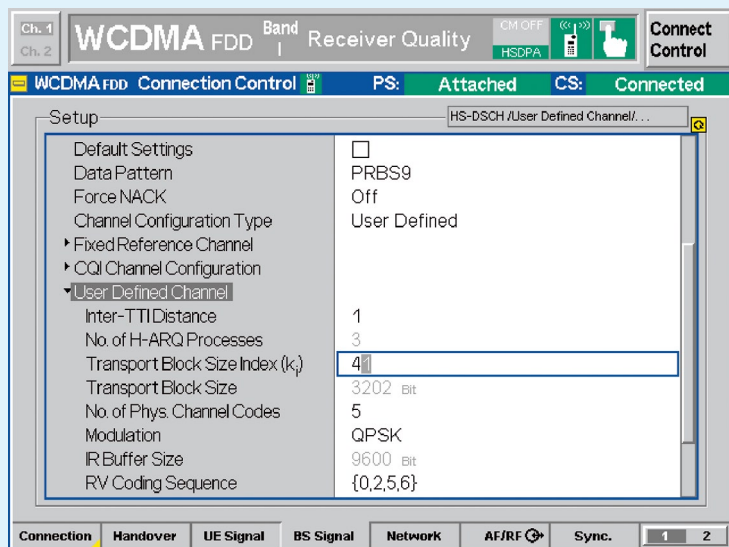 Ch. 1
Ch. 2
WCDMA FDD Band I Receiver Quality
CM OFF
HSDPA
Connect Control
WCDMA FDD Connection Control PS: Attached CS: Connected
Setup
HS-DSCH /User Defined Channel/. . .
Default Settings
Data Pattern PRBS9
Force NACK Off
Channel Configuration Type User Defined
Fixed Reference Channel
CQI Channel Configuration
User Defined Channel
Inter-TTI Distance 1
No. of H-ARQ Processes 3
Transport Block Size Index (ki) 41
Transport Block Size 3202 Bit
No. of Phys. Channel Codes 5
Modulation QPSK
IR Buffer Size 9600 Bit
RV Coding Sequence {0,2,5,6}
Connection Handover UE Signal BS Signal Network AF/RF Sync. 1 2